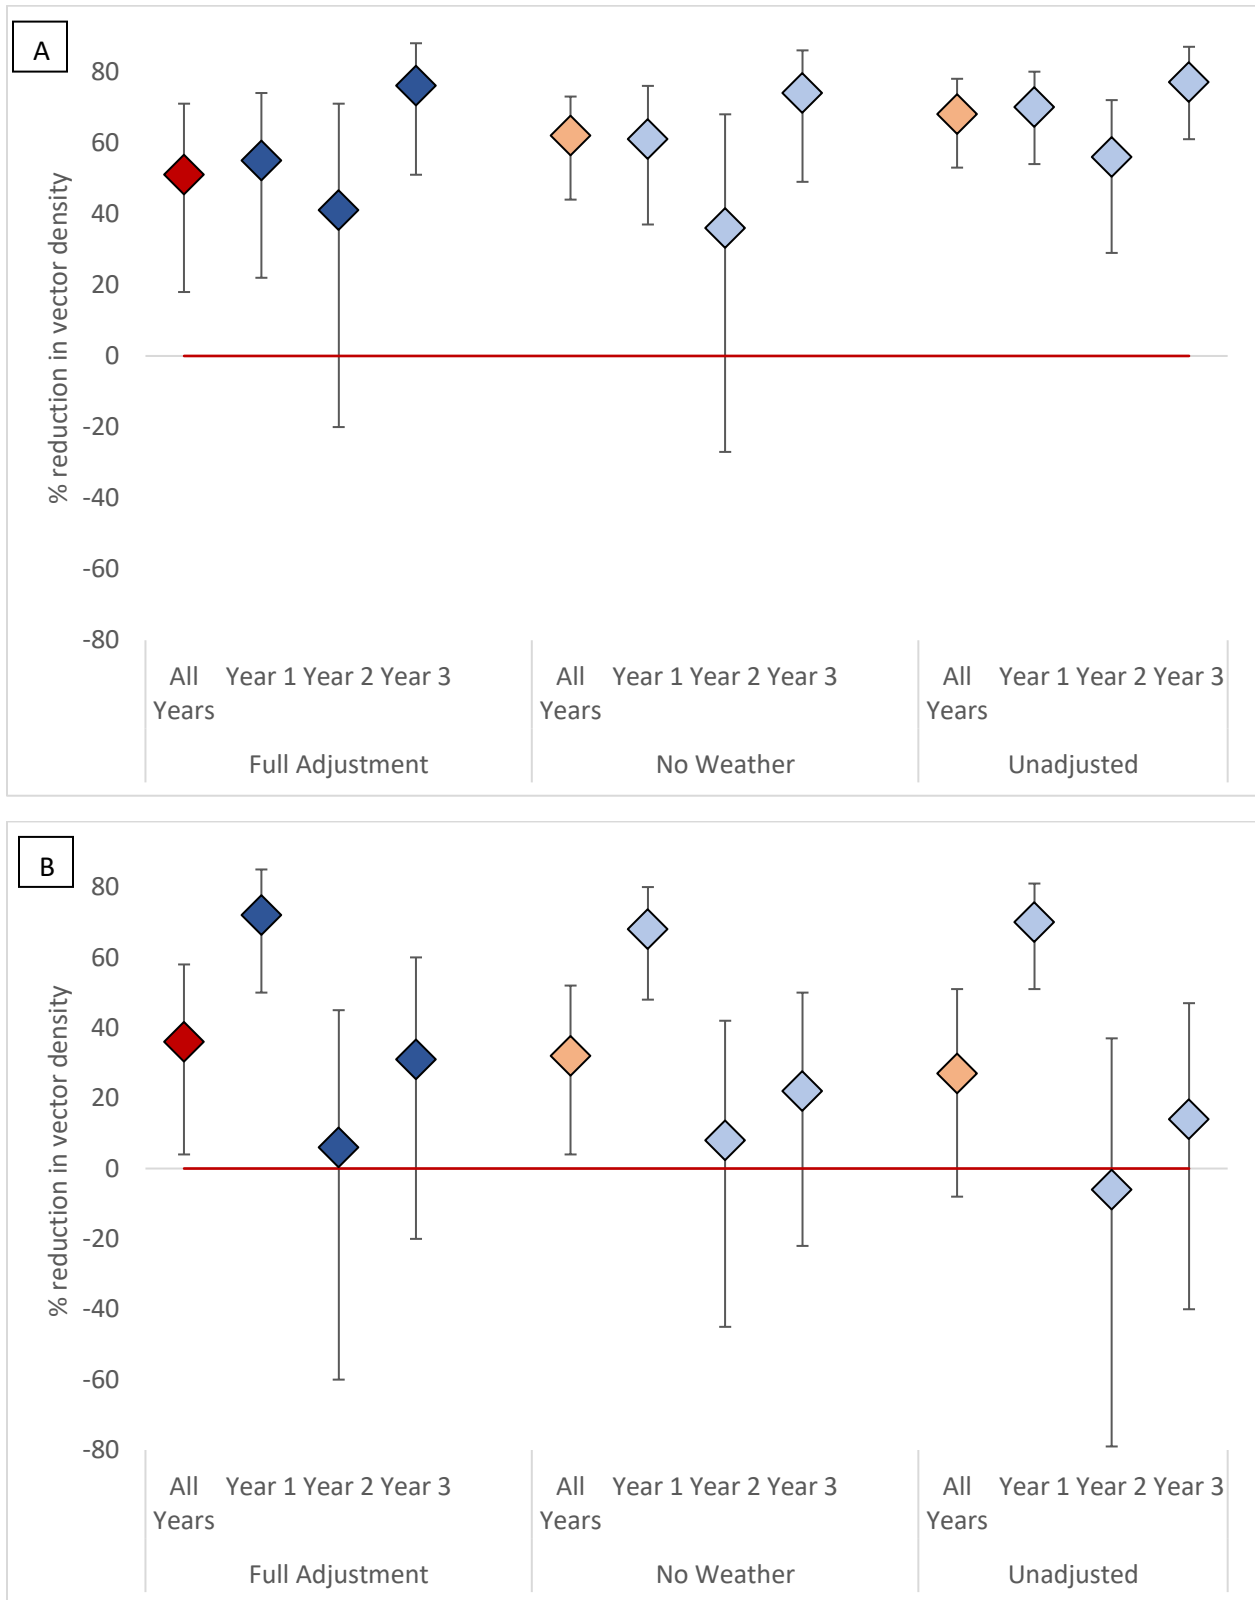 A
% reduction in vector density
80
60
40
20
0
-20
-40
-60
-80
All Years Year 1 Year 2 Year 3 All Years Year 1 Year 2 Year 3 All Years Year 1 Year 2 Year 3
Full Adjustment No Weather Unadjusted
B
% reduction in vector density
80
60
40
20
0
-20
-40
-60
-80
All Years Year 1 Year 2 Year 3 All Years Year 1 Year 2 Year 3 All Years Year 1 Year 2 Year 3
Full Adjustment No Weather Unadjusted